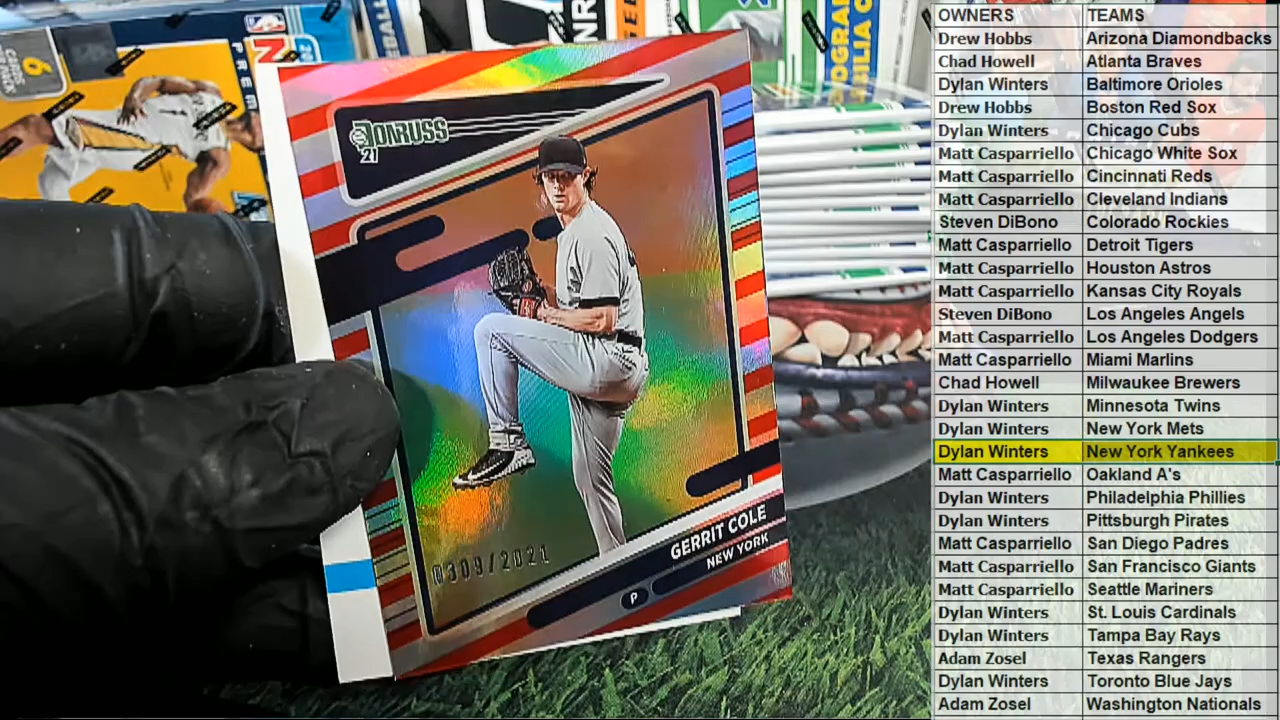 CARDS
6
DONRUSS
21
0309/2021
GERRIT COLE
NEW YORK
P
OWNERS TEAMS
Drew Hobbs Arizona Diamondbacks
Chad Howell Atlanta Braves
Dylan Winters Baltimore Orioles
Drew Hobbs Boston Red Sox
Dylan Winters Chicago Cubs
Matt Casparriello Chicago White Sox
Matt Casparriello Cincinnati Reds
Matt Casparriello Cleveland Indians
Steven DiBono Colorado Rockies
Matt Casparriello Detroit Tigers
Matt Casparriello Houston Astros
Matt Casparriello Kansas City Royals
Steven DiBono Los Angeles Angels
Matt Casparriello Los Angeles Dodgers
Matt Casparriello Miami Marlins
Chad Howell Milwaukee Brewers
Dylan Winters Minnesota Twins
Dylan Winters New York Mets
Dylan Winters New York Yankees
Matt Casparriello Oakland A's
Dylan Winters Philadelphia Phillies
Dylan Winters Pittsburgh Pirates
Matt Casparriello San Diego Padres
Matt Casparriello San Francisco Giants
Matt Casparriello Seattle Mariners
Dylan Winters St. Louis Cardinals
Dylan Winters Tampa Bay Rays
Adam Zosel Texas Rangers
Dylan Winters Toronto Blue Jays
Adam Zosel Washington Nationals